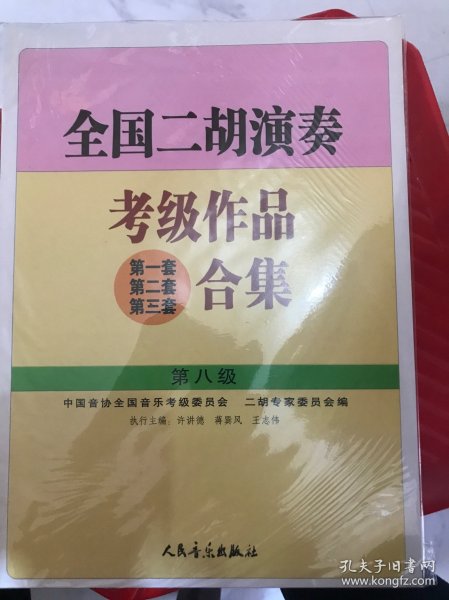 全国二胡演奏
考级作品
第一套
第二套
第三套
合集
第八级
中国音协全国音乐考级委员会 二胡专家委员会编
执行主编：许讲德 蒋巽风 王志伟
人民音乐出版社
孔夫子旧书网
www.kongfz.com